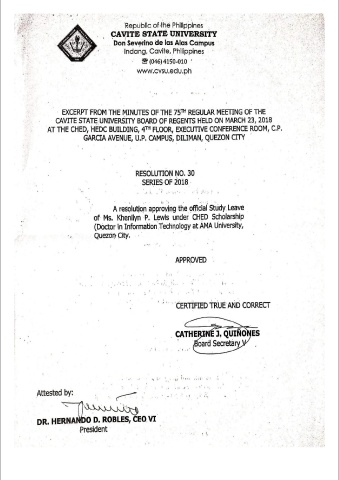 Republic of the Philippines
CAVITE STATE UNIVERSITY
Don Severino de las Alas Campus
Indang, Cavite, Philippines
☎ (046) 4150-010
www.cvsu.edu.ph
EXCERPT FROM THE MINUTES OF THE 75TH REGULAR MEETING OF THE
CAVITE STATE UNIVERSITY BOARD OF REGENTS HELD ON MARCH 23, 2018
AT THE CHED, HEDC BUILDING, 4TH FLOOR, EXECUTIVE CONFERENCE ROOM, C.P.
GARCIA AVENUE, U.P. CAMPUS, DILIMAN, QUEZON CITY
RESOLUTION NO. 30
SERIES OF 2018
A resolution approving the official Study Leave
of Ms. Khenilyn P. Lewis under CHED Scholarship
(Doctor in Information Technology at AMA University,
Quezon City.
APPROVED
CERTIFIED TRUE AND CORRECT
CATHERINE J. QUIÑONES
Board Secretary V
Attested by:
DR. HERNANDO D. ROBLES, CEO VI
President